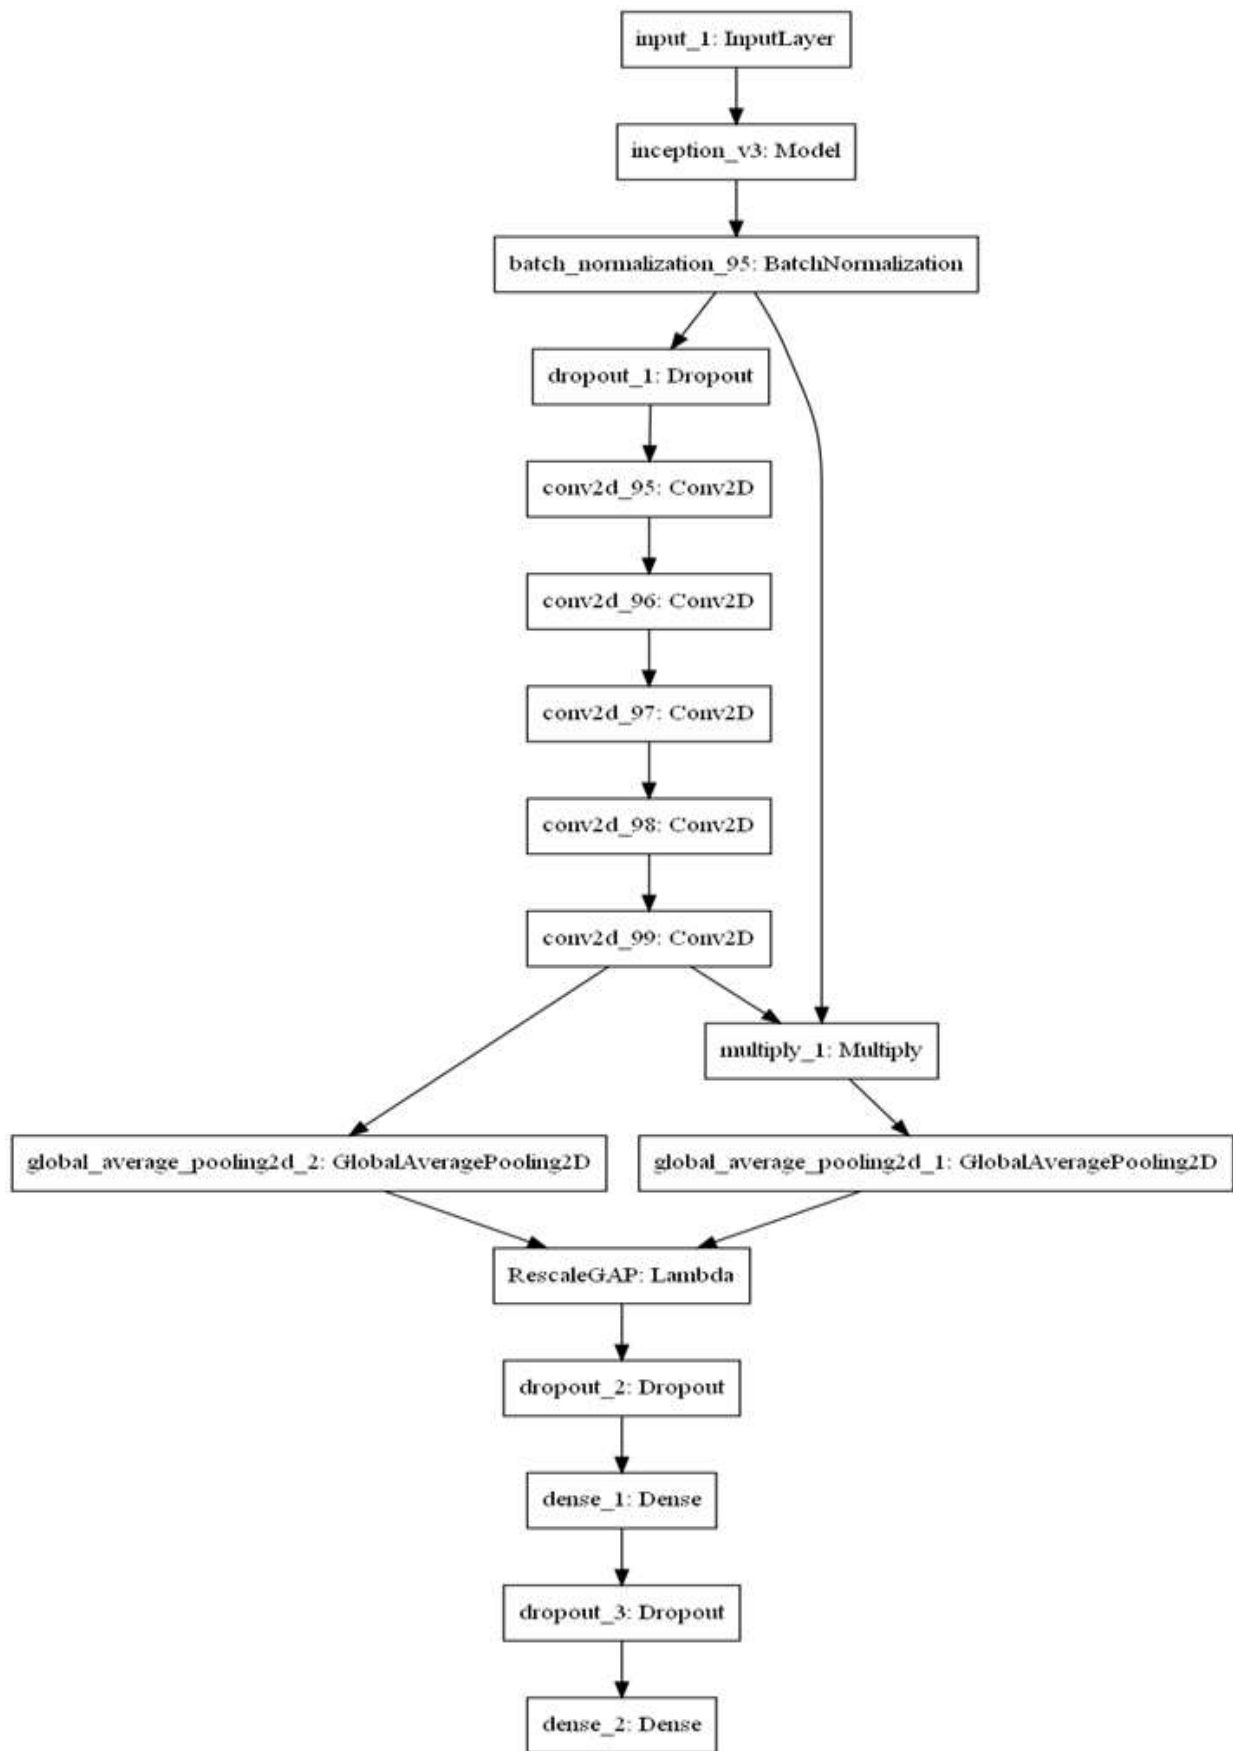 input_1: InputLayer
inception_v3: Model
batch_normalization_95: BatchNormalization
dropout_1: Dropout
conv2d_95: Conv2D
conv2d_96: Conv2D
conv2d_97: Conv2D
conv2d_98: Conv2D
conv2d_99: Conv2D
multiply_1: Multiply
global_average_pooling2d_2: GlobalAveragePooling2D
global_average_pooling2d_1: GlobalAveragePooling2D
RescaleGAP: Lambda
dropout_2: Dropout
dense_1: Dense
dropout_3: Dropout
dense_2: Dense